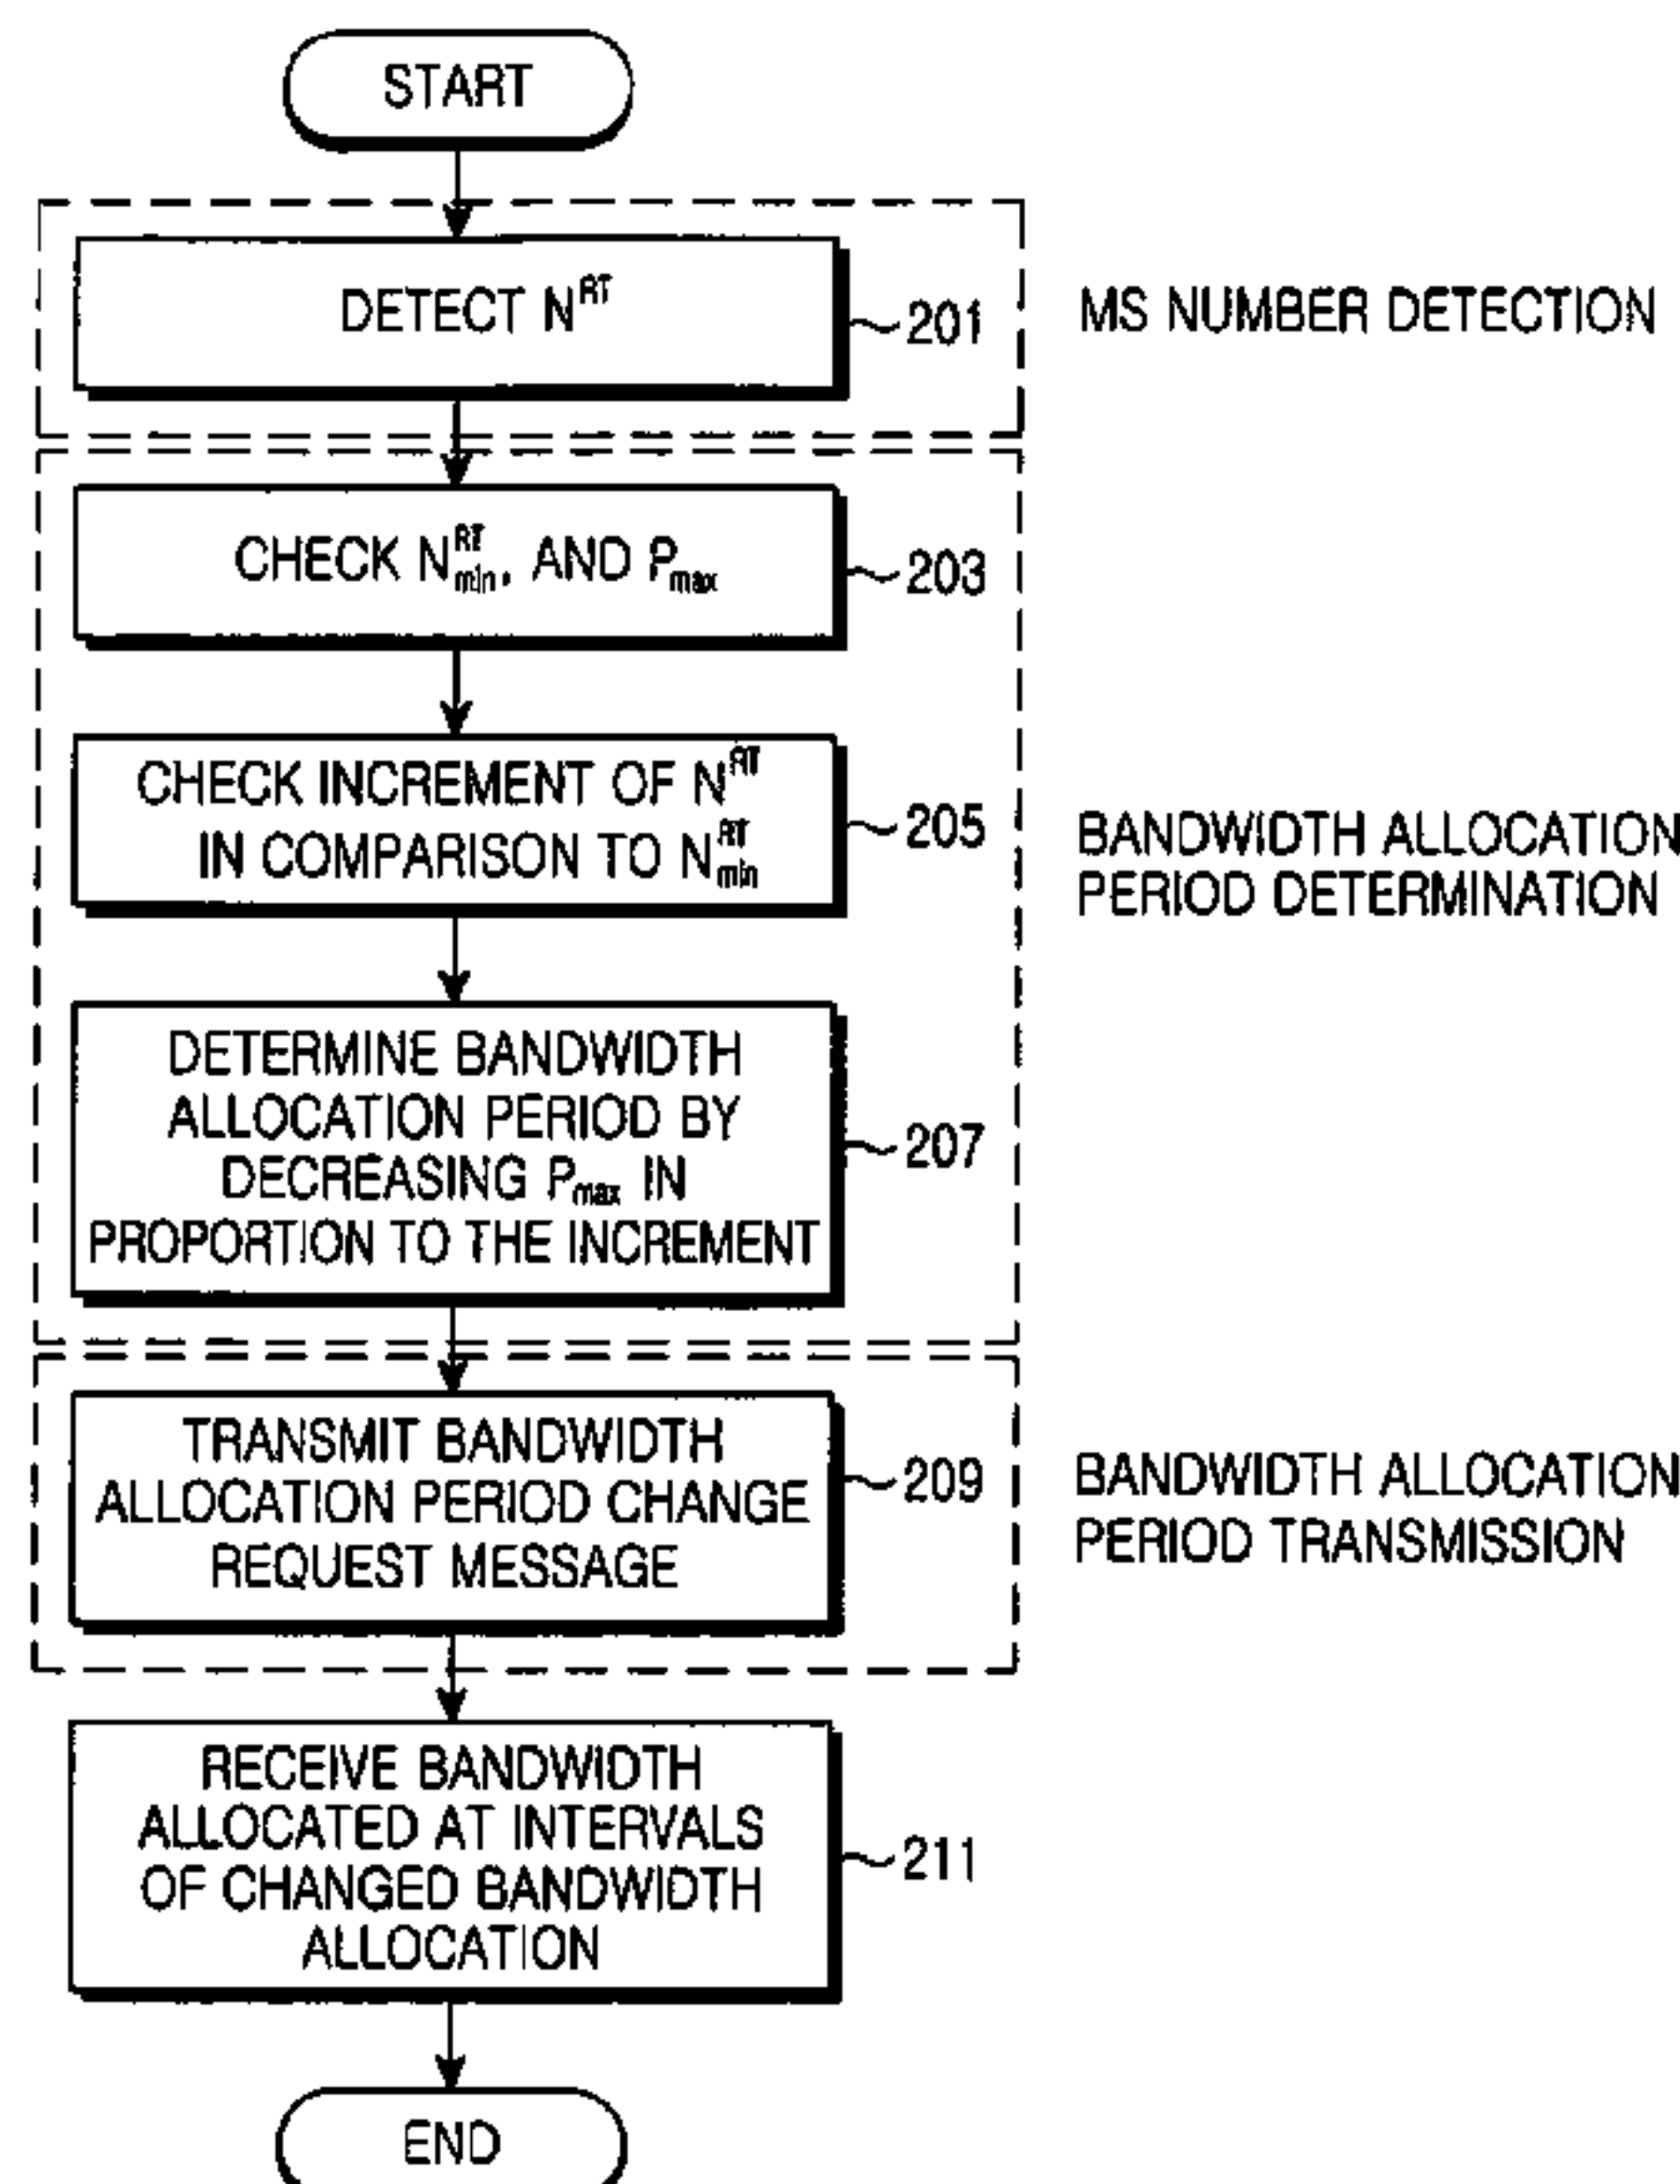 START
DETECT N^RT
201
MS NUMBER DETECTION
CHECK N^RT_min, AND P_max
203
CHECK INCREMENT OF N^RT
IN COMPARISON TO N^RT_min
205
BANDWIDTH ALLOCATION
PERIOD DETERMINATION
DETERMINE BANDWIDTH
ALLOCATION PERIOD BY
DECREASING P_max IN
PROPORTION TO THE INCREMENT
207
TRANSMIT BANDWIDTH
ALLOCATION PERIOD CHANGE
REQUEST MESSAGE
209
BANDWIDTH ALLOCATION
PERIOD TRANSMISSION
RECEIVE BANDWIDTH
ALLOCATED AT INTERVALS
OF CHANGED BANDWIDTH
ALLOCATION
211
END